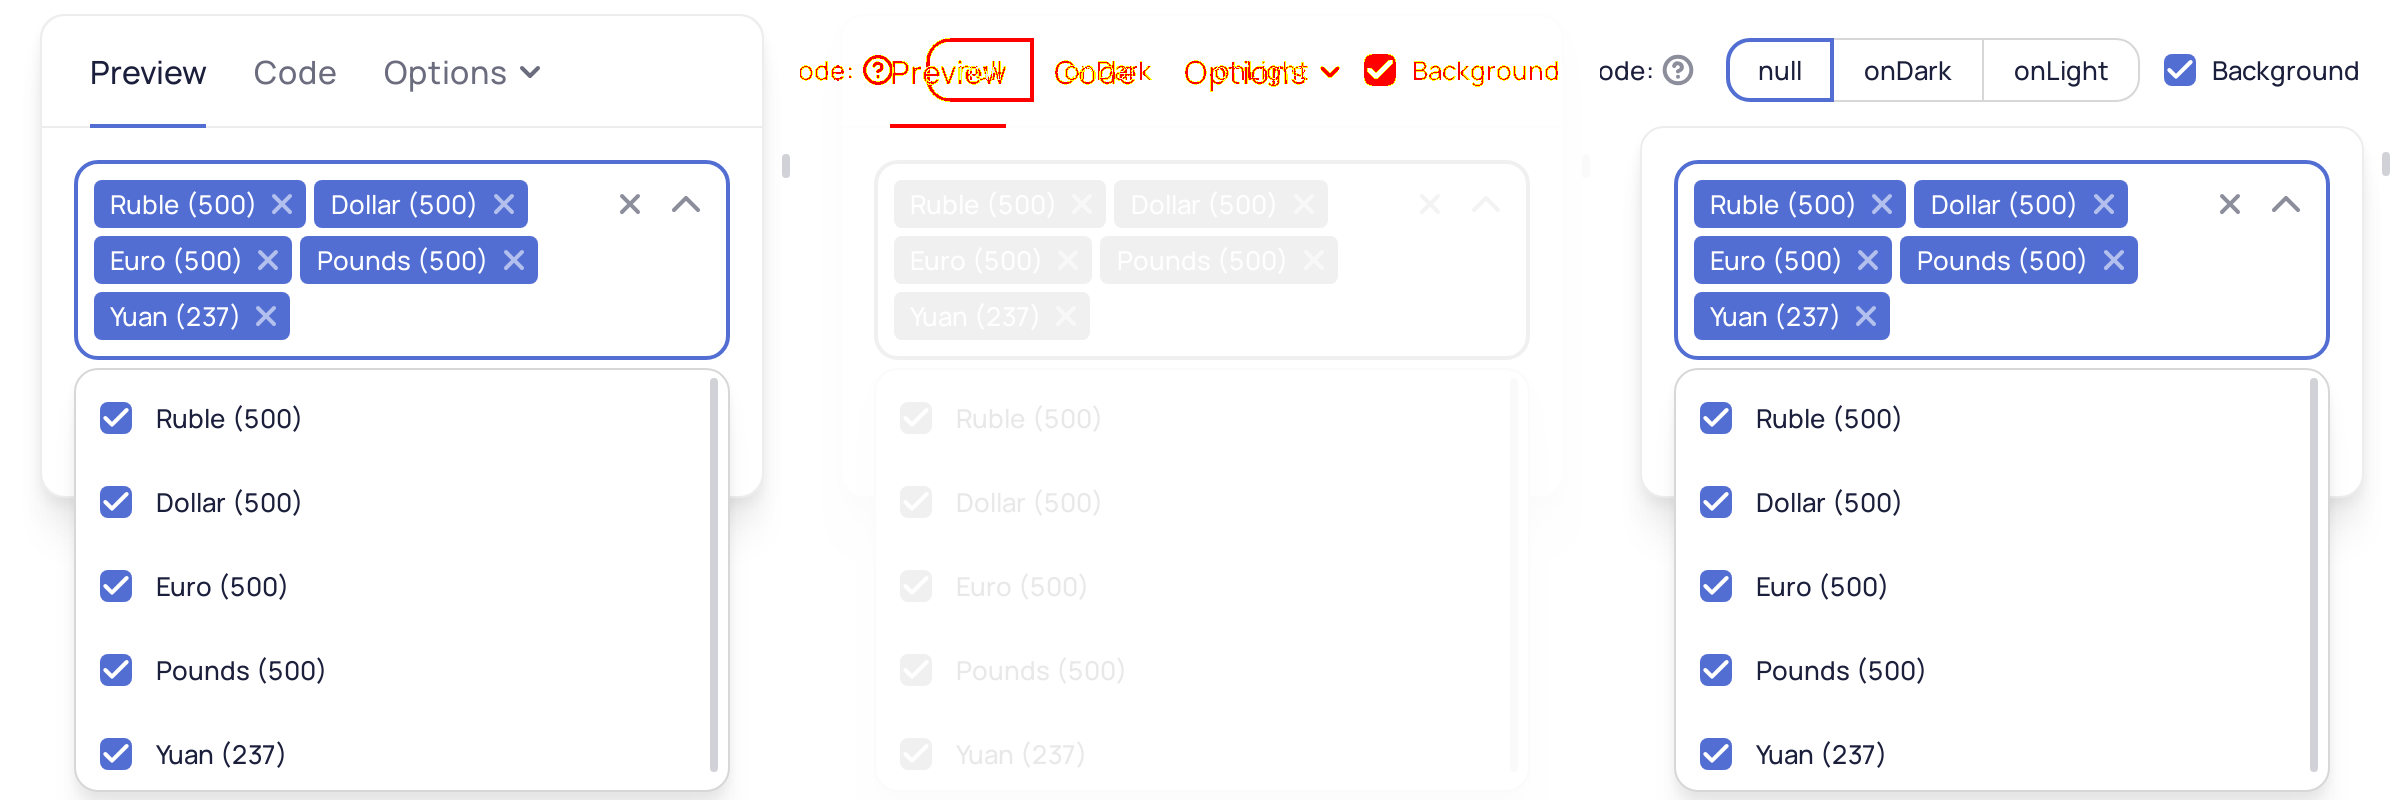 Preview Code Options
Ruble (500) Dollar (500)
Euro (500) Pounds (500)
Yuan (237)
Ruble (500)
Dollar (500)
Euro (500)
Pounds (500)
Yuan (237)
ode: Preview Code Options Background
null onDark onLight
Ruble (500) Dollar (500)
Euro (500) Pounds (500)
Yuan (237)
Ruble (500)
Dollar (500)
Euro (500)
Pounds (500)
Yuan (237)
ode: null onDark onLight Background
Ruble (500) Dollar (500)
Euro (500) Pounds (500)
Yuan (237)
Ruble (500)
Dollar (500)
Euro (500)
Pounds (500)
Yuan (237)